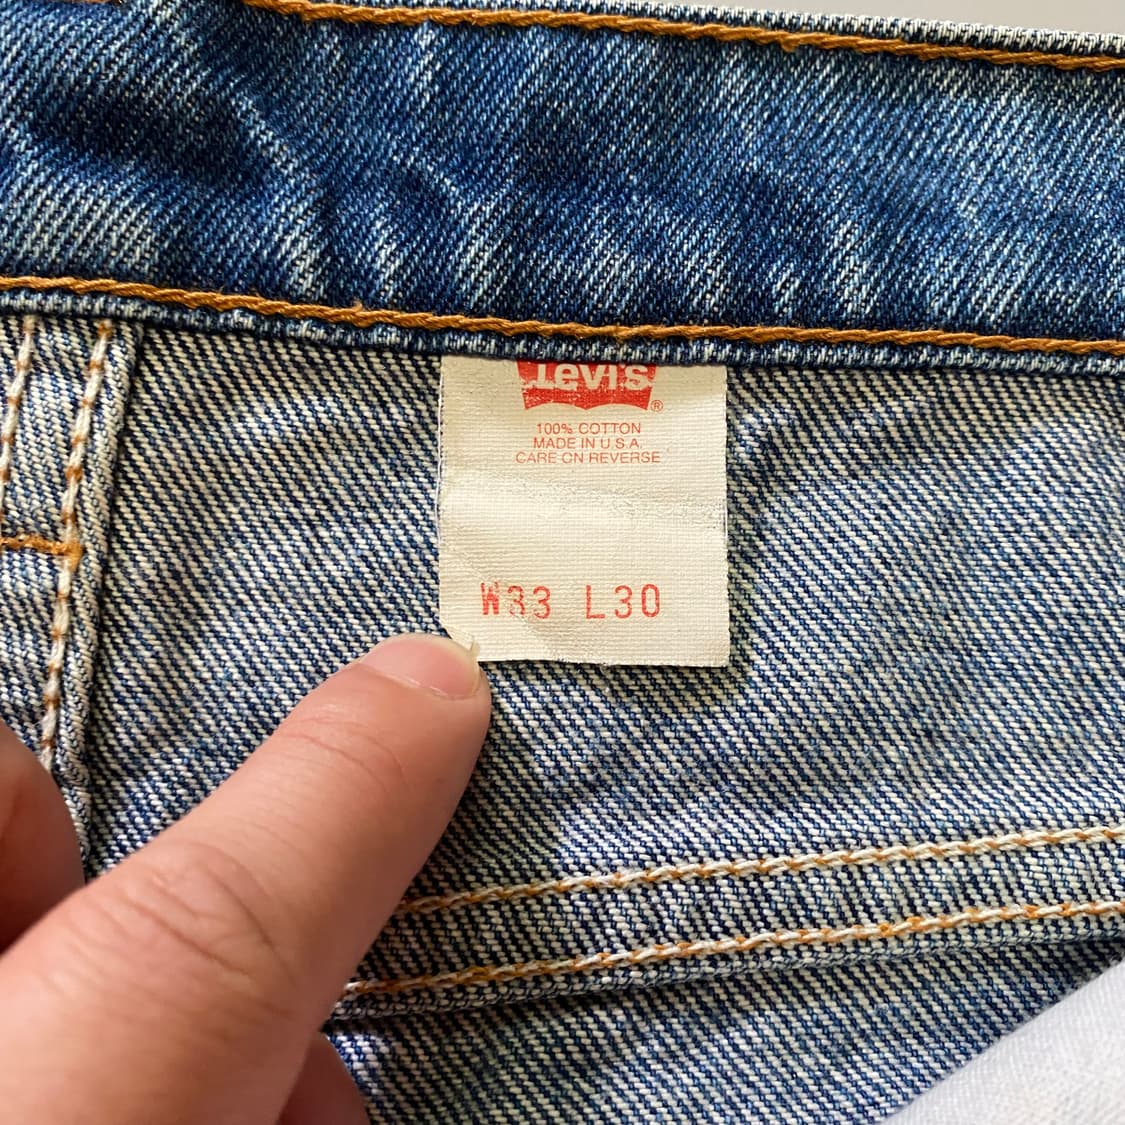 Levi's ®
100% COTTON
MADE IN U.S.A.
CARE ON REVERSE
W33 L30